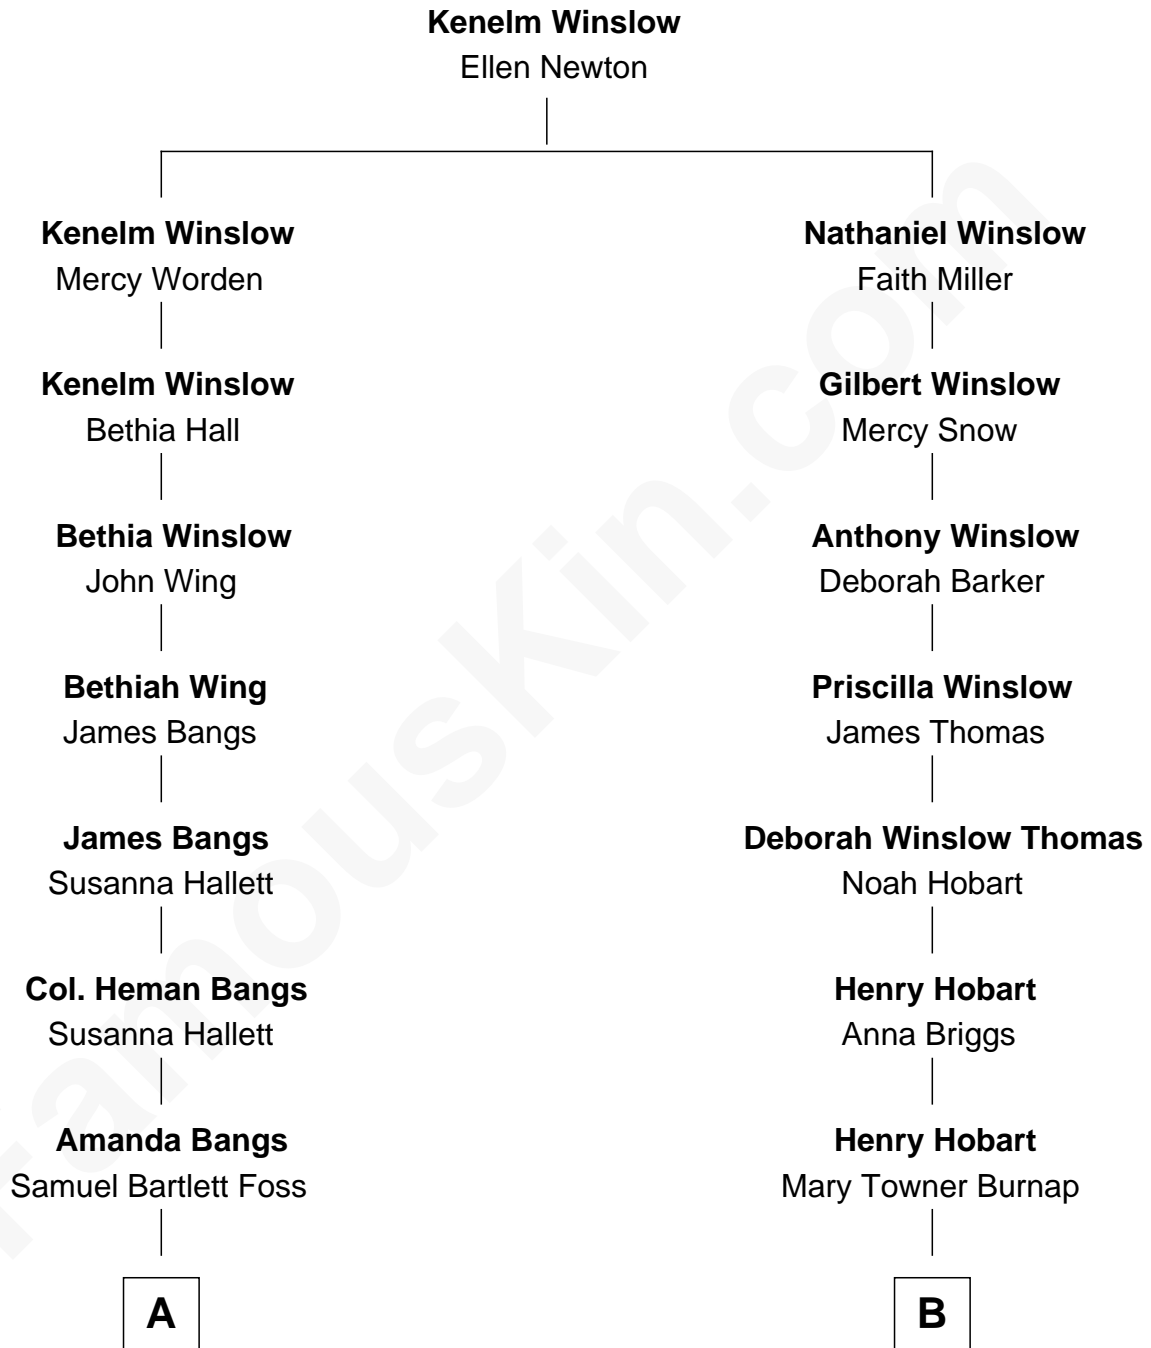 Kenelm Winslow
Ellen Newton
Kenelm Winslow
Mercy Worden
Nathaniel Winslow
Faith Miller
Kenelm Winslow
Bethia Hall
Gilbert Winslow
Mercy Snow
Bethia Winslow
John Wing
Anthony Winslow
Deborah Barker
Bethiah Wing
James Bangs
Priscilla Winslow
James Thomas
James Bangs
Susanna Hallett
Deborah Winslow Thomas
Noah Hobart
Col. Heman Bangs
Susanna Hallett
Henry Hobart
Anna Briggs
Amanda Bangs
Samuel Bartlett Foss
Henry Hobart
Mary Towner Burnap
A
B
FamousKin.com